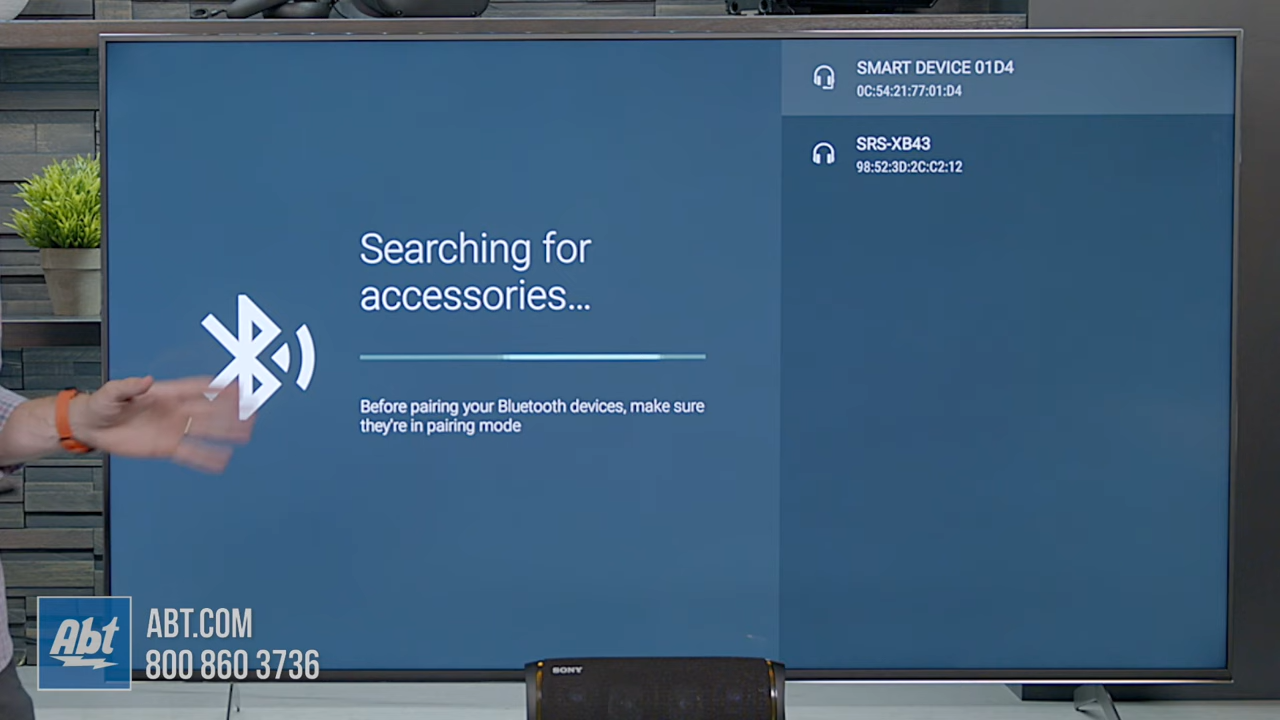 SMART DEVICE 01D4
0C:54:21:77:01:D4
SRS-XB43
98:52:3D:2C:C2:12
Searching for
accessories...
Before pairing your Bluetooth devices, make sure
they're in pairing mode
Abt
ABT.COM
800 860 3736
SONY